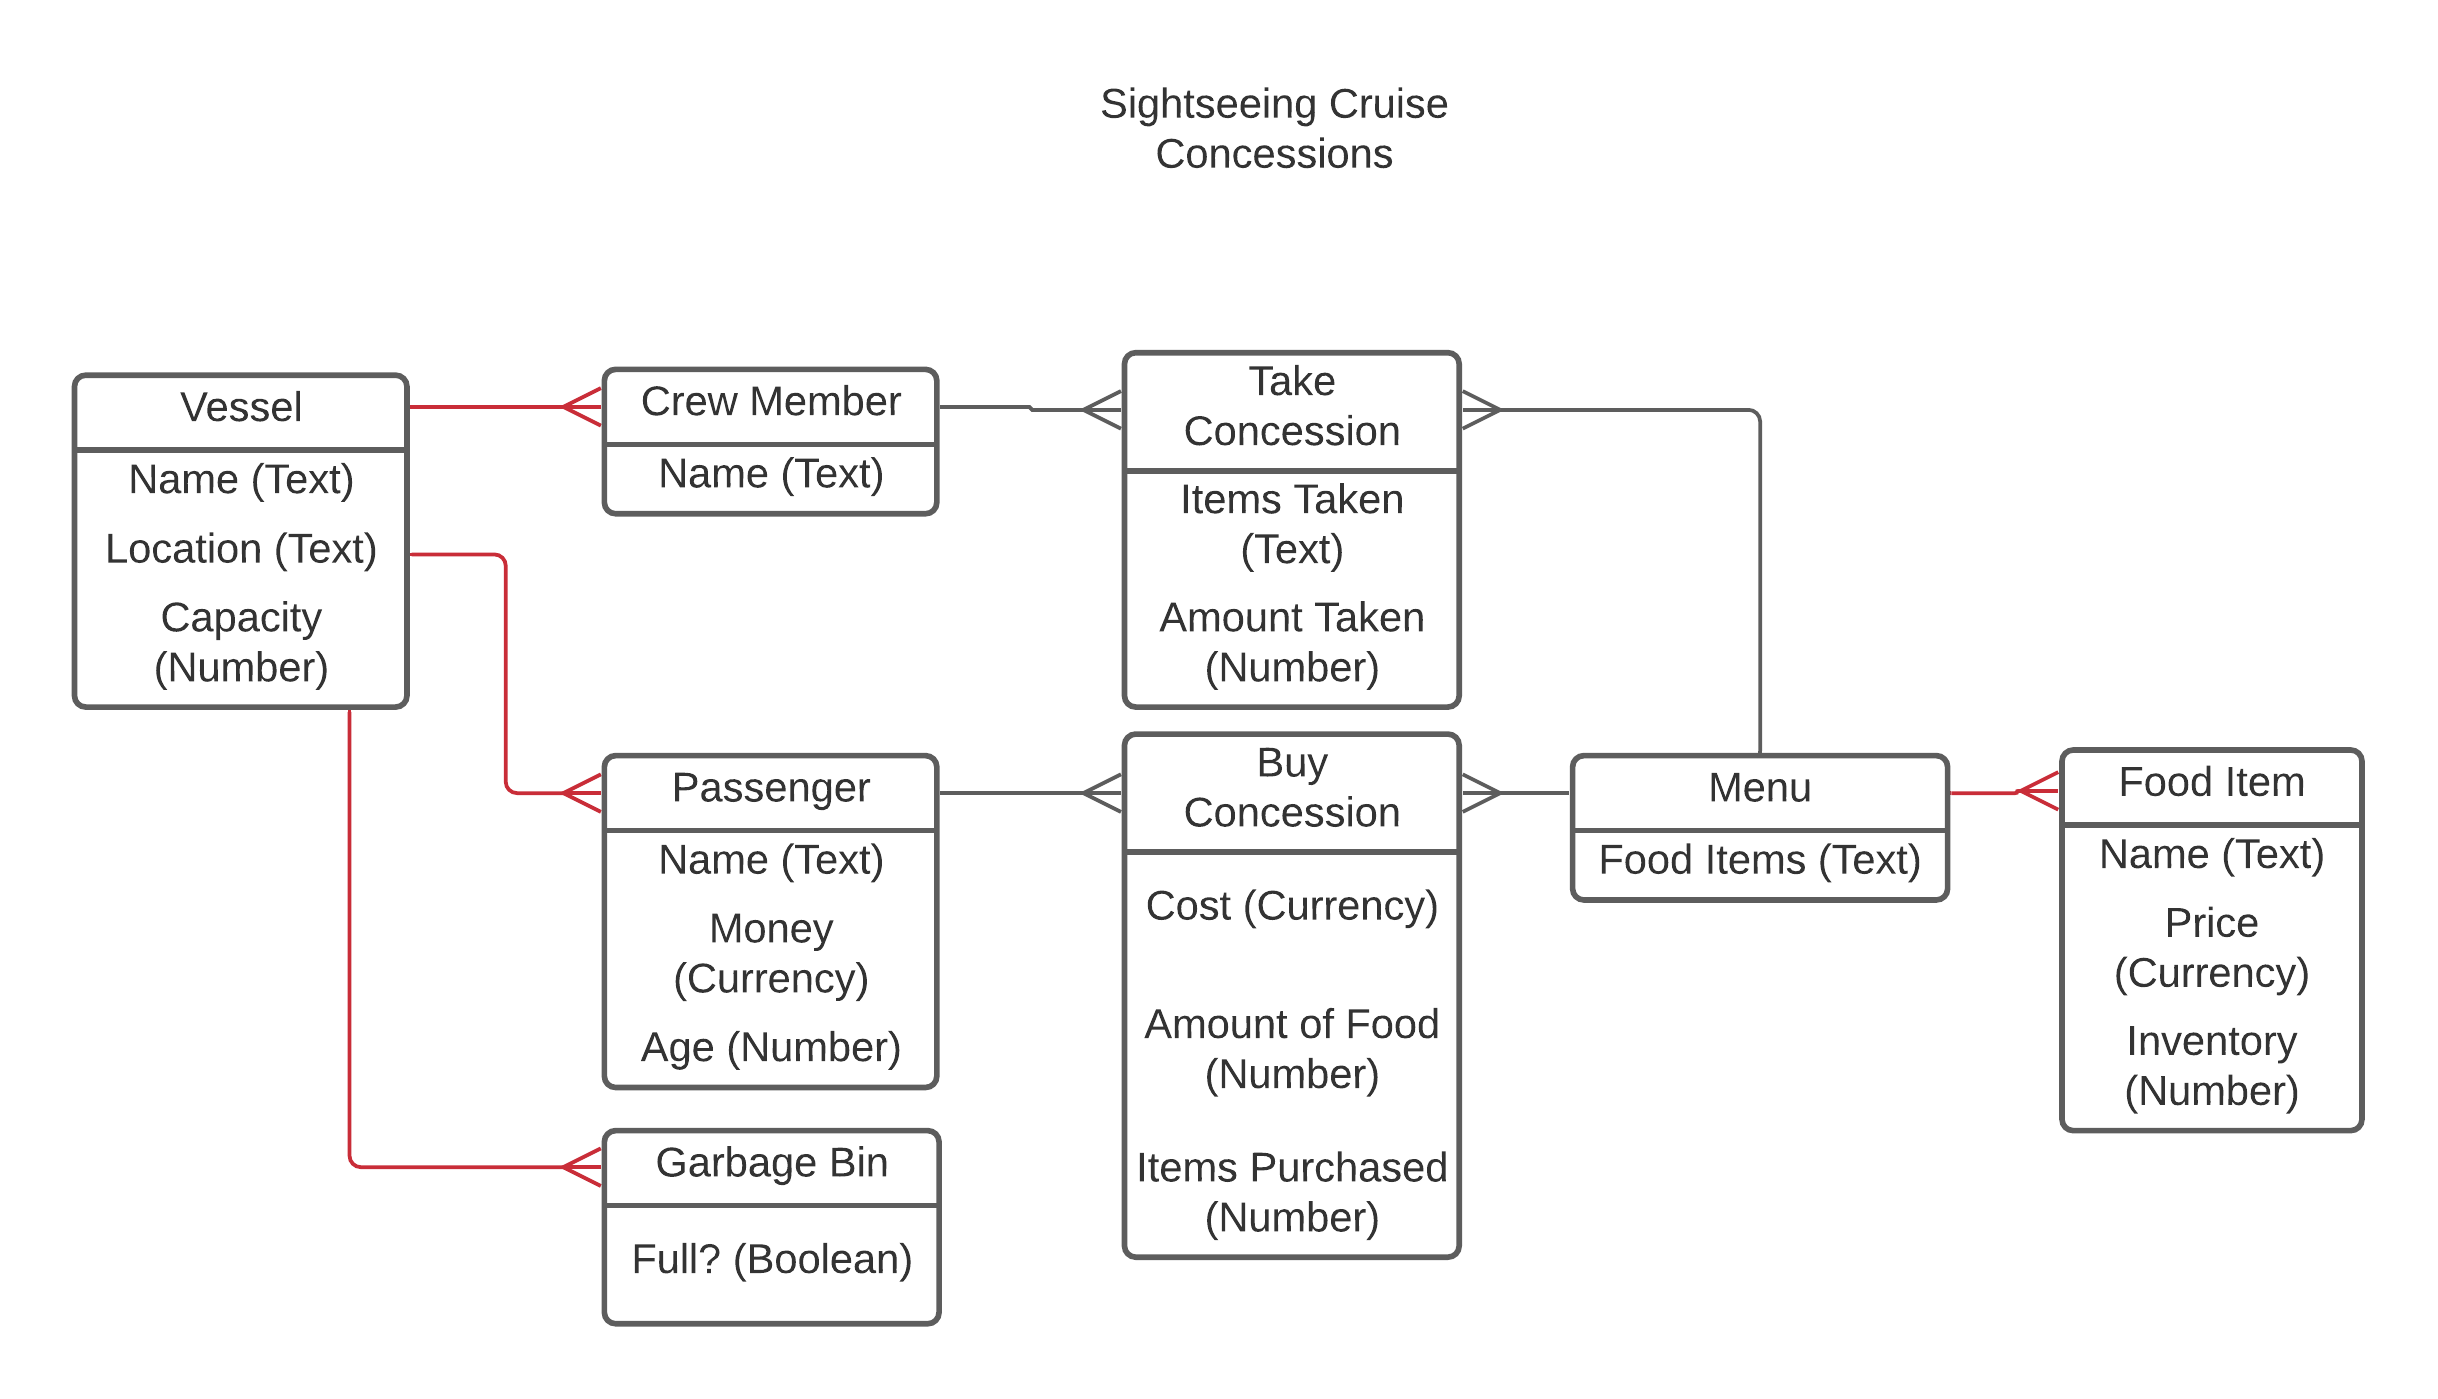 Sightseeing Cruise
Concessions
Vessel
Name (Text)
Location (Text)
Capacity
(Number)
Crew Member
Name (Text)
Take
Concession
Items Taken
(Text)
Amount Taken
(Number)
Passenger
Name (Text)
Money
(Currency)
Age (Number)
Buy
Concession
Cost (Currency)
Amount of Food
(Number)
Items Purchased
(Number)
Menu
Food Items (Text)
Food Item
Name (Text)
Price
(Currency)
Inventory
(Number)
Garbage Bin
Full? (Boolean)